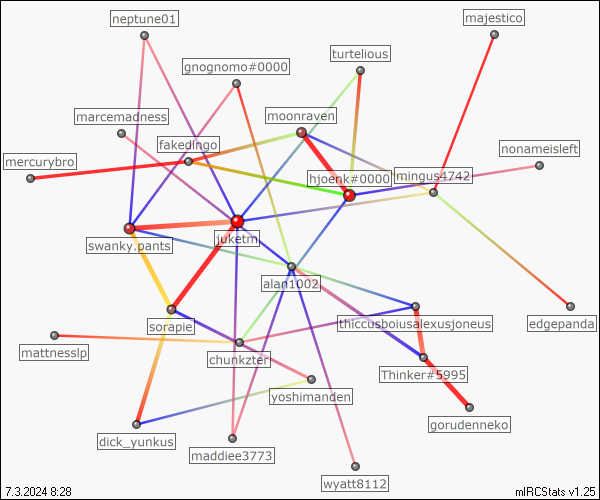 neptune01
majestico
turtelious
gnognomo#0000
marcemadness
moonraven
fakedingo
nonameisleft
mercurybro
hjoenk#0000
mingus4742
swanky.pants
juketm
alan1002
sorapie
thiccusboiusalexusjoneus
edgepanda
mattnesslp
chunkzter
Thinker#5995
yoshimanden
gorudenneko
dick_yunkus
maddiee3773
wyatt8112
7.3.2024 8:28
mIRCStats v1.25